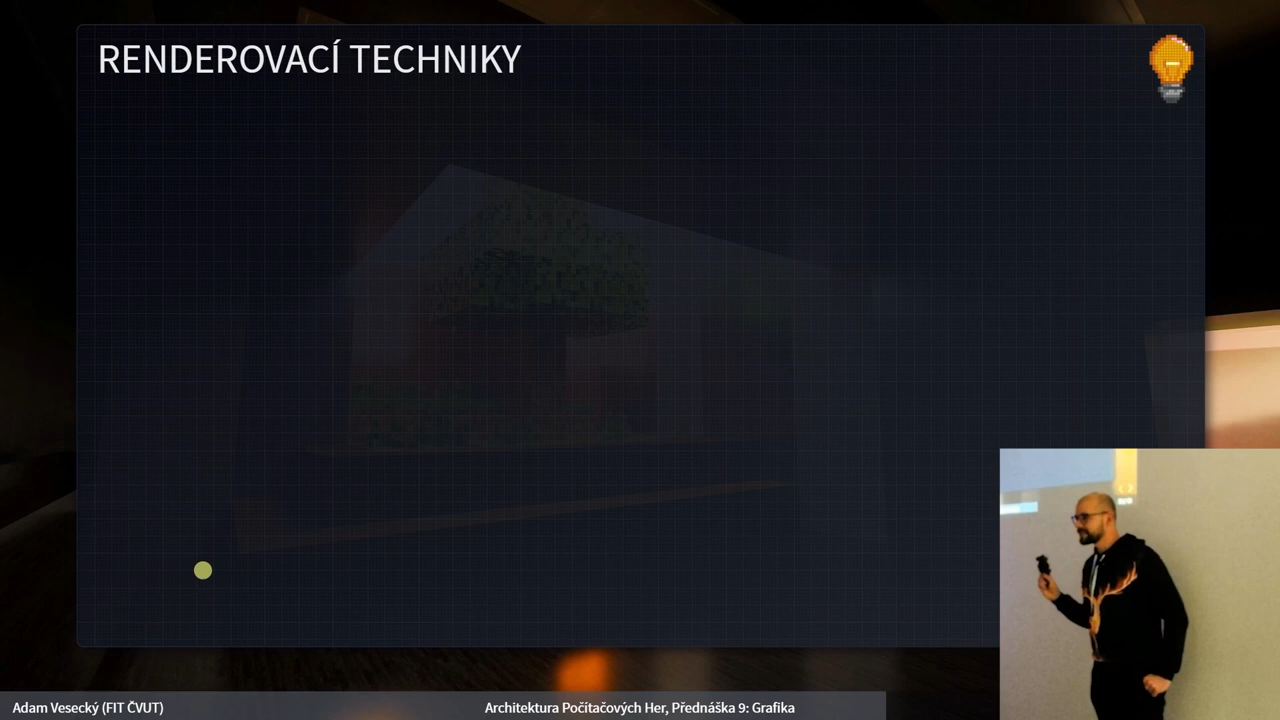 RENDEROVACÍ TECHNIKY
Adam Vesecký (FIT ČVUT)
Architektura Počítačových Her, Přednáška 9: Grafika